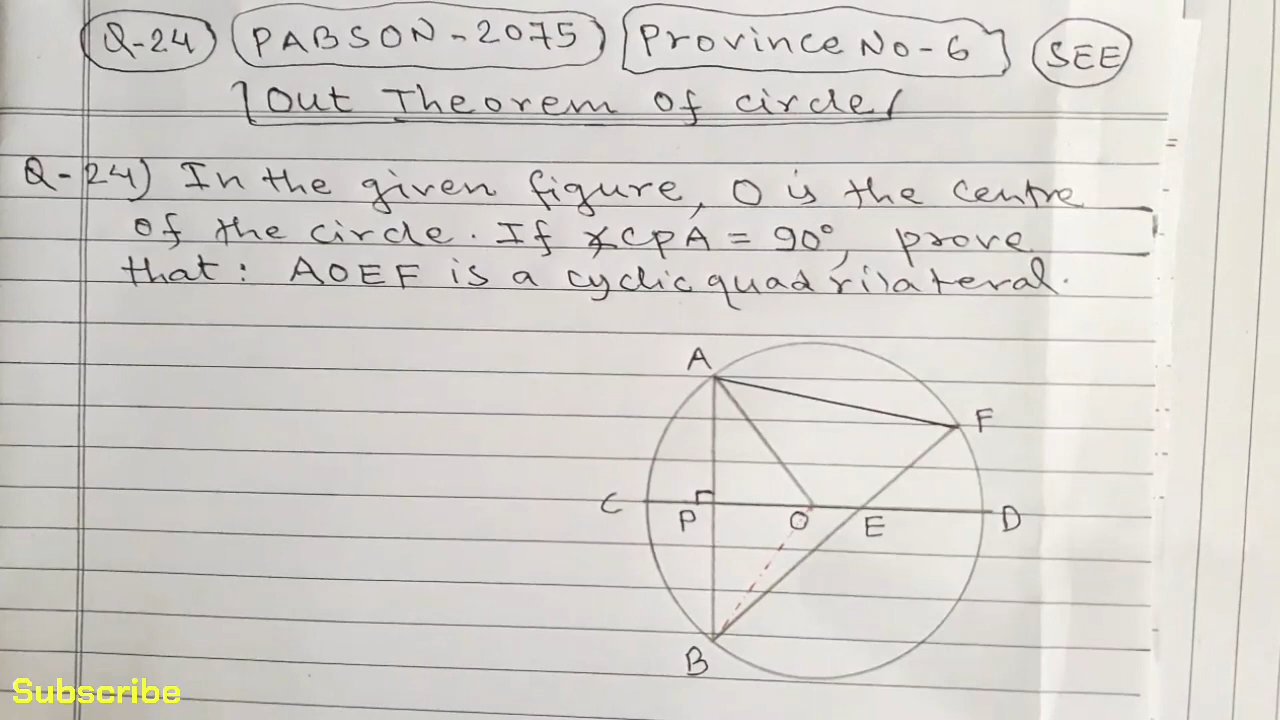 Q-24 PABSON-2075 Province No-6 SEE
Out Theorem of circle
Q-24) In the given figure, O is the centre
of the circle. If ∡CPA = 90°, prove
that: AOEF is a cyclic quadrilateral.
A
F
C
P
O
E
D
B
Subscribe